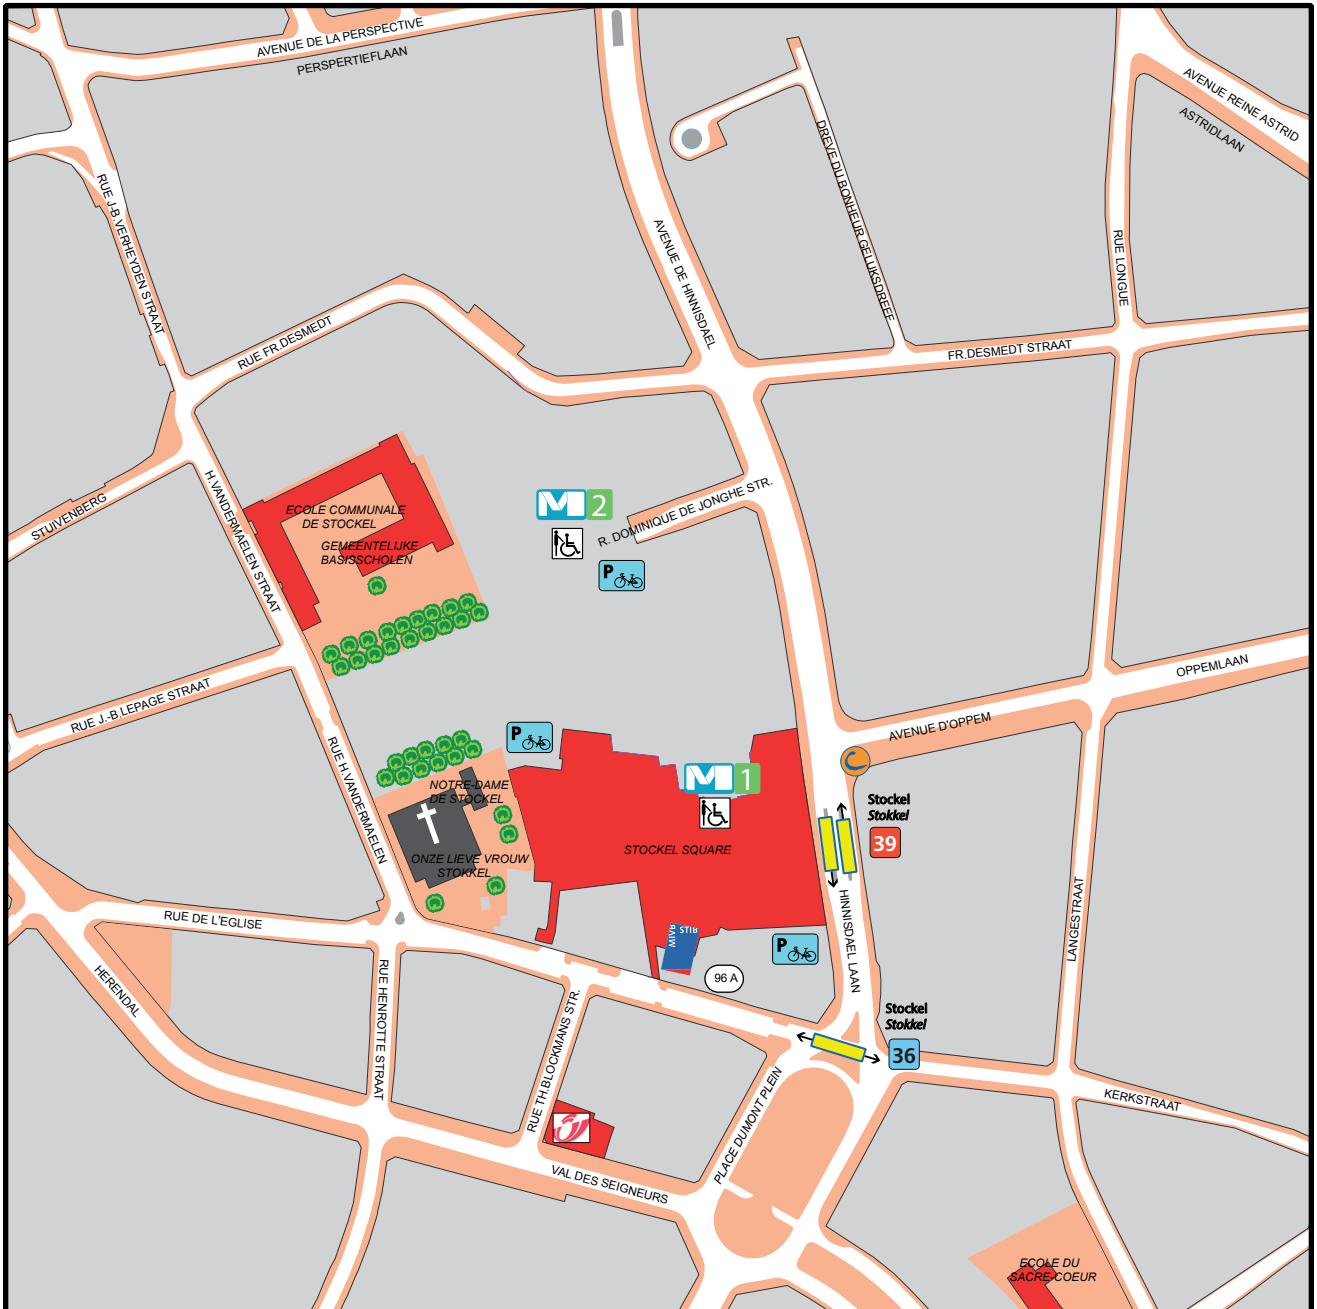 AVENUE DE LA PERSPECTIVE
PERSPERTIEFLAAN
AVENUE REINE ASTRID
ASTRIDLAAN
DREVE DU BONHEUR GELUKSDREEF
RUE J-B.VERHEYDEN STRAAT
AVENUE DE HINNISDAEL
RUE LONGUE
RUE FR.DESMEDT
FR.DESMEDT STRAAT
H.VANDERMAELEN STRAAT
STUIVENBERG
ECOLE COMMUNALE
DE STOCKEL
GEMEENTELIJKE
BASISSCHOLEN
M 2
R. DOMINIQUE DE JONGHE STR.
P
OPPEMLAAN
RUE J.-B.LEPAGE STRAAT
AVENUE D'OPPEM
RUE H.VANDERMAELEN
P
NOTRE-DAME
DE STOCKEL
M 1
Stockel
Stokkel
39
STOCKEL SQUARE
ONZE LIEVE VROUW
STOKKEL
HINNISDAEL LAAN
LANGESTRAAT
RUE DE L'EGLISE
STIB
MIVB
P
96 A
HERENDAL
RUE HENROTTE STRAAT
RUE TH.BLOCKMANS STR.
Stockel
Stokkel
36
KERKSTRAAT
PLACE DUMONT PLEIN
VAL DES SEIGNEURS
ECOLE DU
SACRE-COEUR